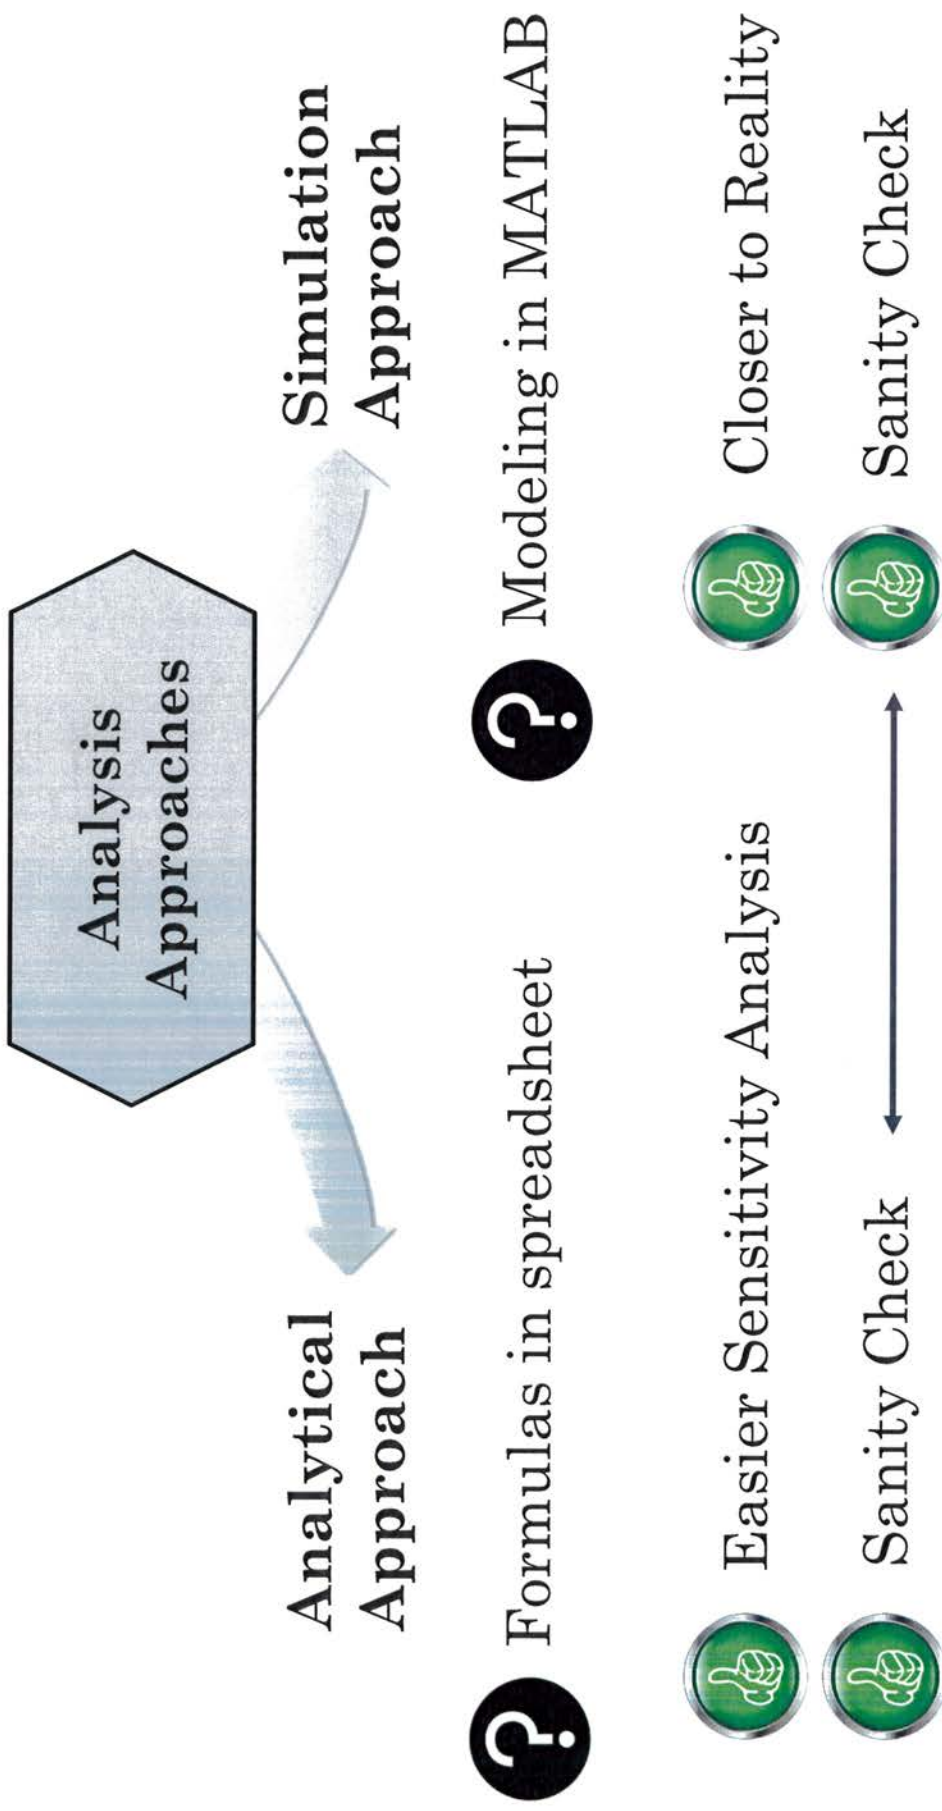 Analysis
Approaches
Analytical
Approach
Simulation
Approach
? Formulas in spreadsheet
? Modeling in MATLAB
Easier Sensitivity Analysis
Closer to Reality
Sanity Check
Sanity Check